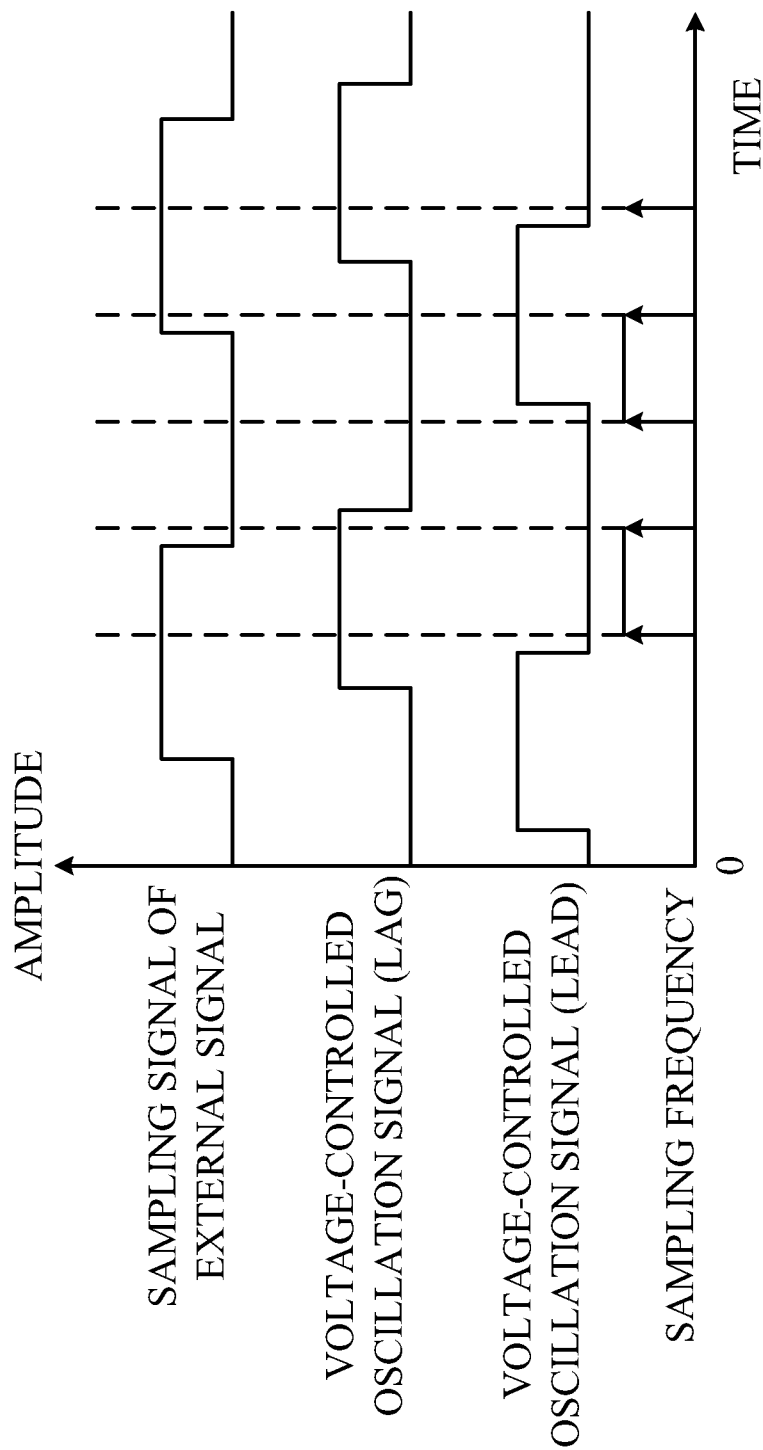 AMPLITUDE
SAMPLING SIGNAL OF
EXTERNAL SIGNAL
VOLTAGE-CONTROLLED
OSCILLATION SIGNAL (LAG)
VOLTAGE-CONTROLLED
OSCILLATION SIGNAL (LEAD)
SAMPLING FREQUENCY
0
TIME